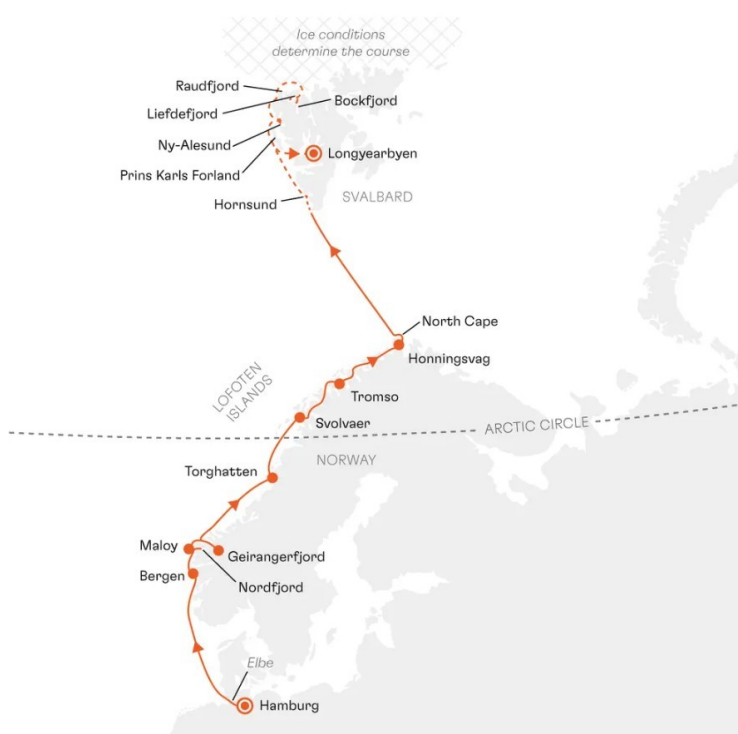 Ice conditions
determine the course
Raudfjord
Liefdefjord
Bockfjord
Ny-Alesund
Longyearbyen
Prins Karls Forland
SVALBARD
Hornsund
North Cape
Honningsvag
LOFOTEN
ISLANDS
Tromso
Svolvaer
ARCTIC CIRCLE
NORWAY
Torghatten
Maloy
Geirangerfjord
Bergen
Nordfjord
Elbe
Hamburg